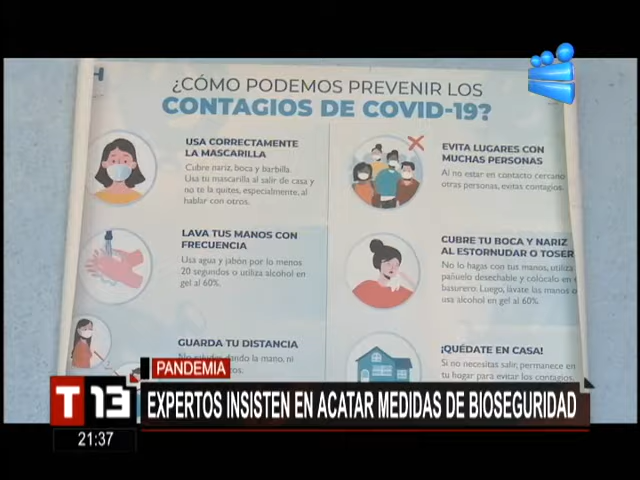 ¿CÓMO PODEMOS PREVENIR LOS
CONTAGIOS DE COVID-19?
USA CORRECTAMENTE
LA MASCARILLA
Cubre nariz, boca y barbilla.
Usa tu mascarilla al salir de casa y
no te la quites, especialmente, al
hablar con otros.
LAVA TUS MANOS CON
FRECUENCIA
Usa agua y jabón por lo menos
20 segundos o utiliza alcohol en
gel al 60%.
GUARDA TU DISTANCIA
dando la mano, ni
EVITA LUGARES CON
MUCHAS PERSONAS
Al no estar en contacto cercano
otras personas, evitas contagios.
CUBRE TU BOCA Y NARIZ
AL ESTORNUDAR O TOSER
No lo hagas con tus manos, utiliza
pañuelo desechable y colócalo en
basurero. Luego, lávate las manos o
usa alcohol en gel al 60%.
¡QUÉDATE EN CASA!
Si no necesitas salir, permanece en
tu hogar para evitar los contagios.
PANDEMIA
T13
EXPERTOS INSISTEN EN ACATAR MEDIDAS DE BIOSEGURIDAD
21:37